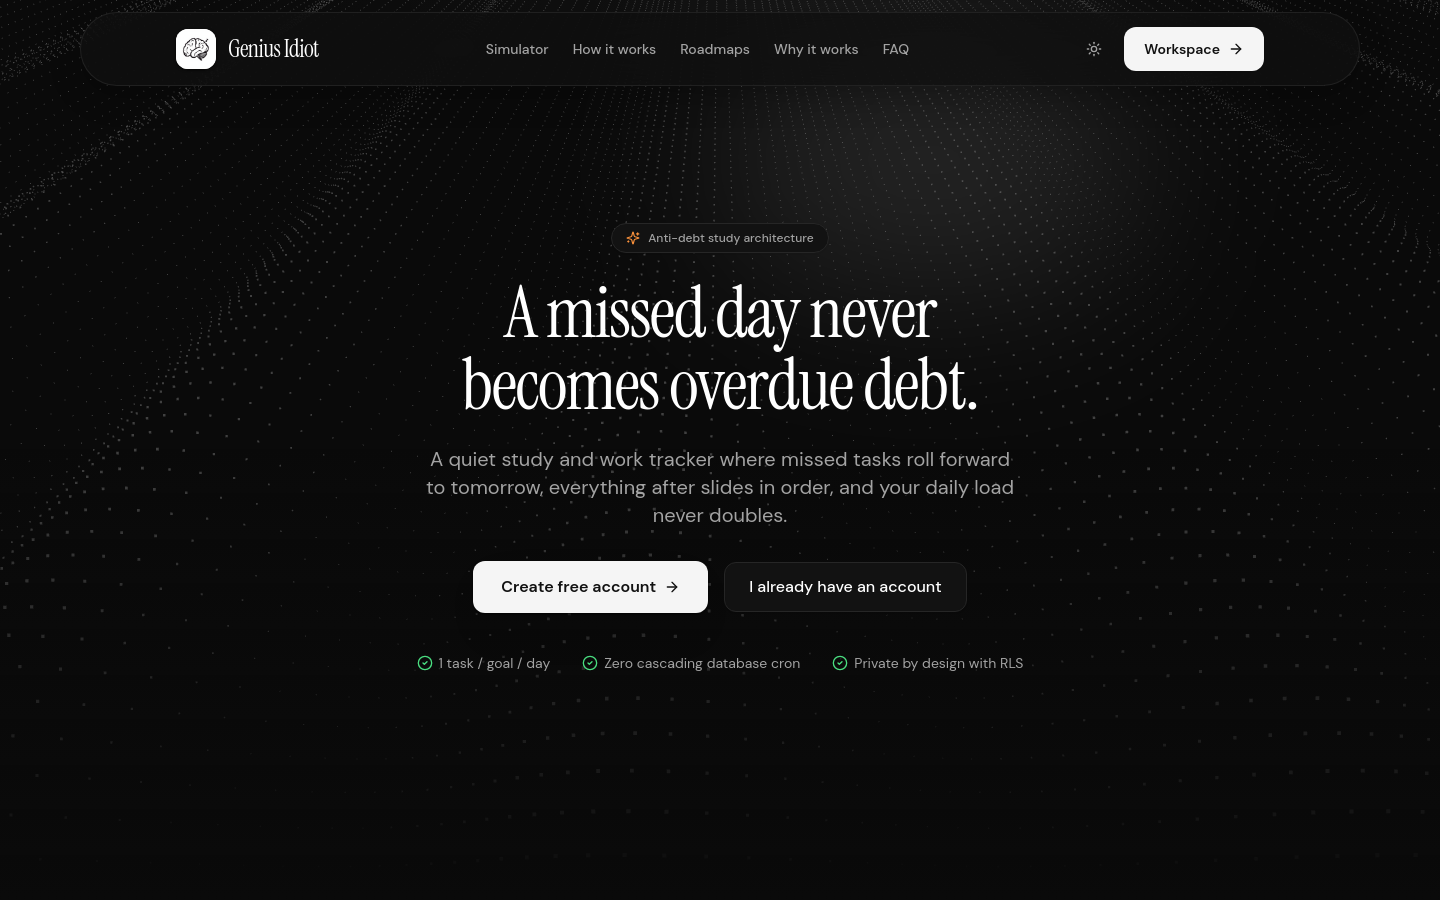 Genius Idiot
Simulator
How it works
Roadmaps
Why it works
FAQ
Workspace
Anti-debt study architecture
A missed day never
becomes overdue debt.
A quiet study and work tracker where missed tasks roll forward
to tomorrow, everything after slides in order, and your daily load
never doubles.
Create free account
I already have an account
1 task / goal / day
Zero cascading database cron
Private by design with RLS